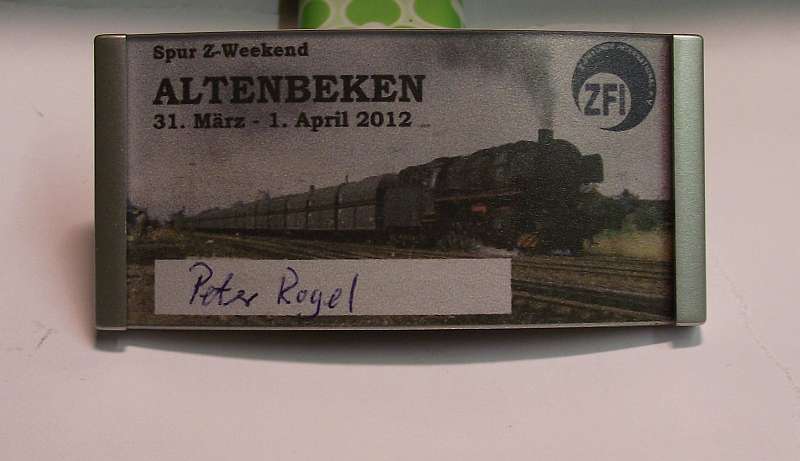 Spur Z-Weekend
ALTENBEKEN
31. März - 1. April 2012
ZFI
Peter Rogel